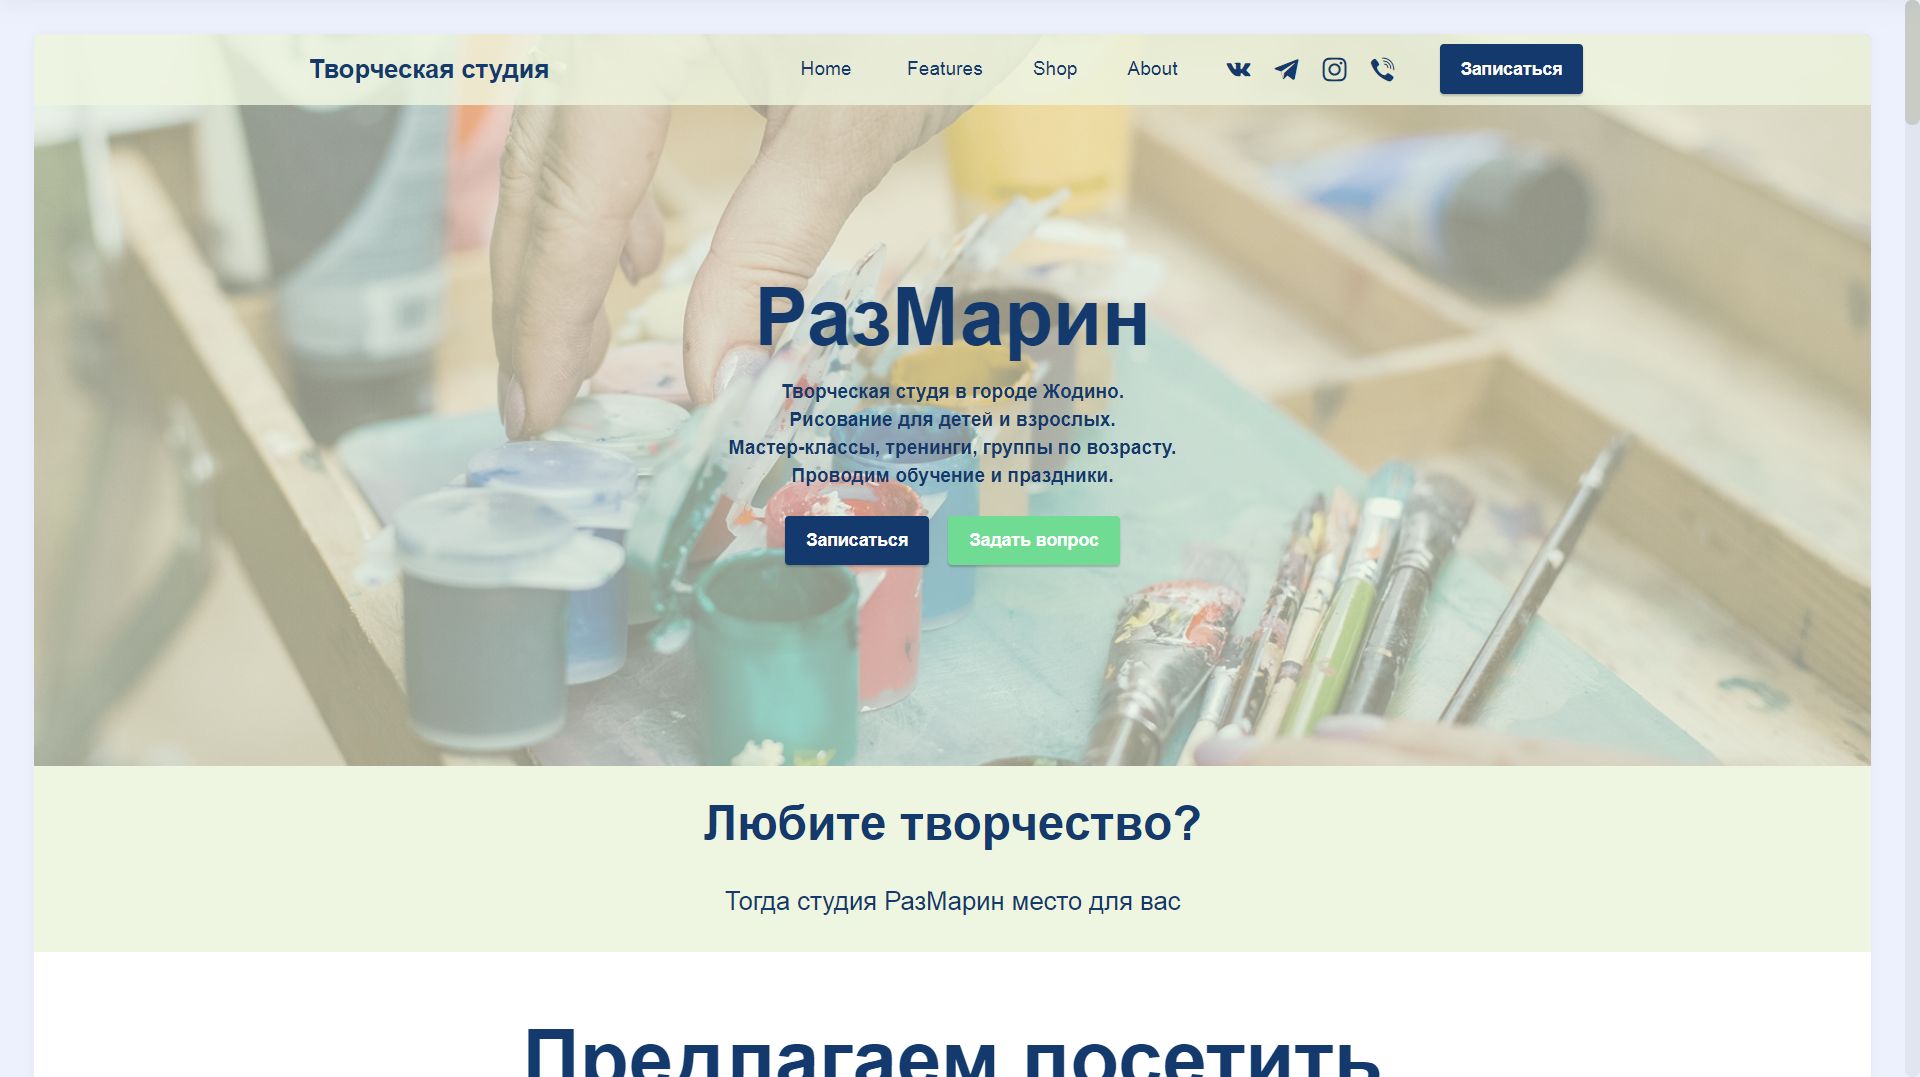 Творческая студия
Home Features Shop About Записаться
РазМарин
Творческая студя в городе Жодино.
Рисование для детей и взрослых.
Мастер-классы, тренинги, группы по возрасту.
Проводим обучение и праздники.
Записаться Задать вопрос
Любите творчество?
Тогда студия РазМарин место для вас
Предлагаем посетить